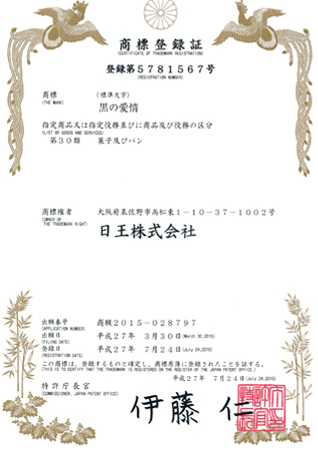 商標登録証
(CERTIFICATE OF TRADEMARK REGISTRATION)
登録第5781567号
(REGISTRATION NUMBER)
商標 (標準文字)
(THE MARK)
黒の愛情
指定商品又は指定役務並びに商品及び役務の区分
(LIST OF GOODS AND SERVICES)
第30類 菓子及びパン
商標権者 大阪府泉佐野市高松東1-10-37-1002号
(OWNER OF THE TRADEMARK RIGHT)
日王株式会社
出願番号 商願2015-028797
(APPLICATION NUMBER)
出願日 平成27年 3月30日(March 30,2015)
(FILING DATE)
登録日 平成27年 7月24日(July 24,2015)
(REGISTRATION DATE)
この商標は、登録するものと確定し、商標原簿に登録されたことを証する。
(THIS IS TO CERTIFY THAT THE TRADEMARK IS REGISTERED ON THE REGISTER OF THE JAPAN PATENT OFFICE.)
平成27年 7月24日(July 24,2015)
特許庁長官
(COMMISSIONER, JAPAN PATENT OFFICE)
伊藤 仁